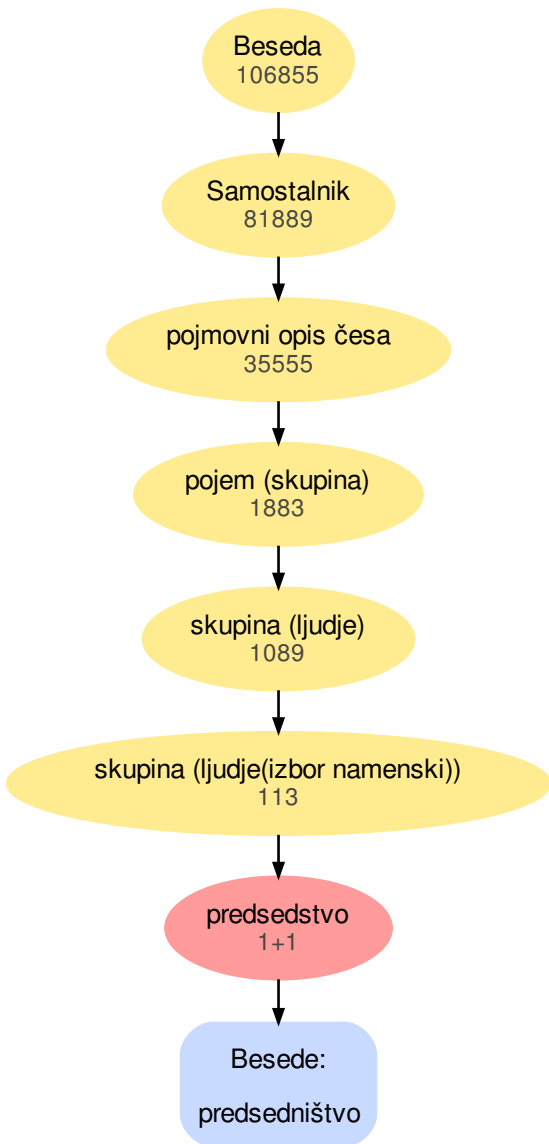 Beseda
106855
Samostalnik
81889
pojmovni opis česa
35555
pojem (skupina)
1883
skupina (ljudje)
1089
skupina (ljudje(izbor namenski))
113
predsedstvo
1+1
Besede:
predsedništvo